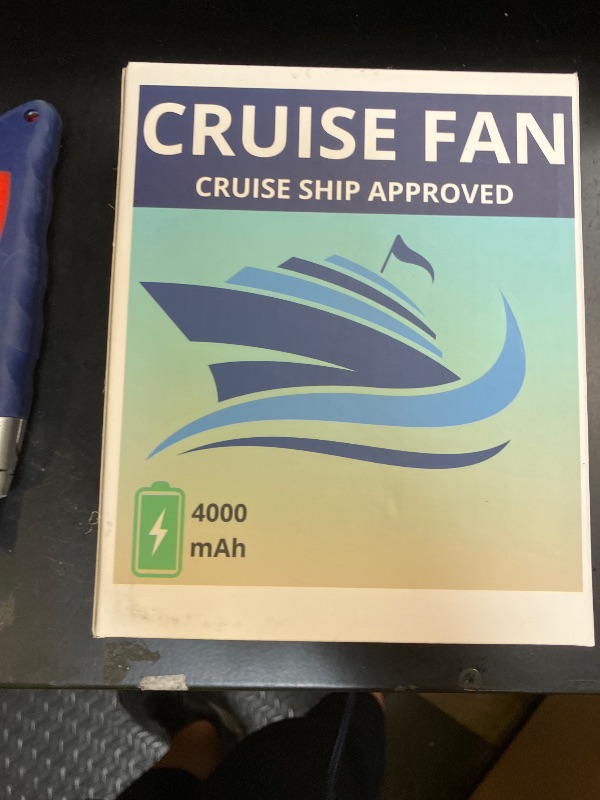 CRUISE FAN
CRUISE SHIP APPROVED
4000
mAh